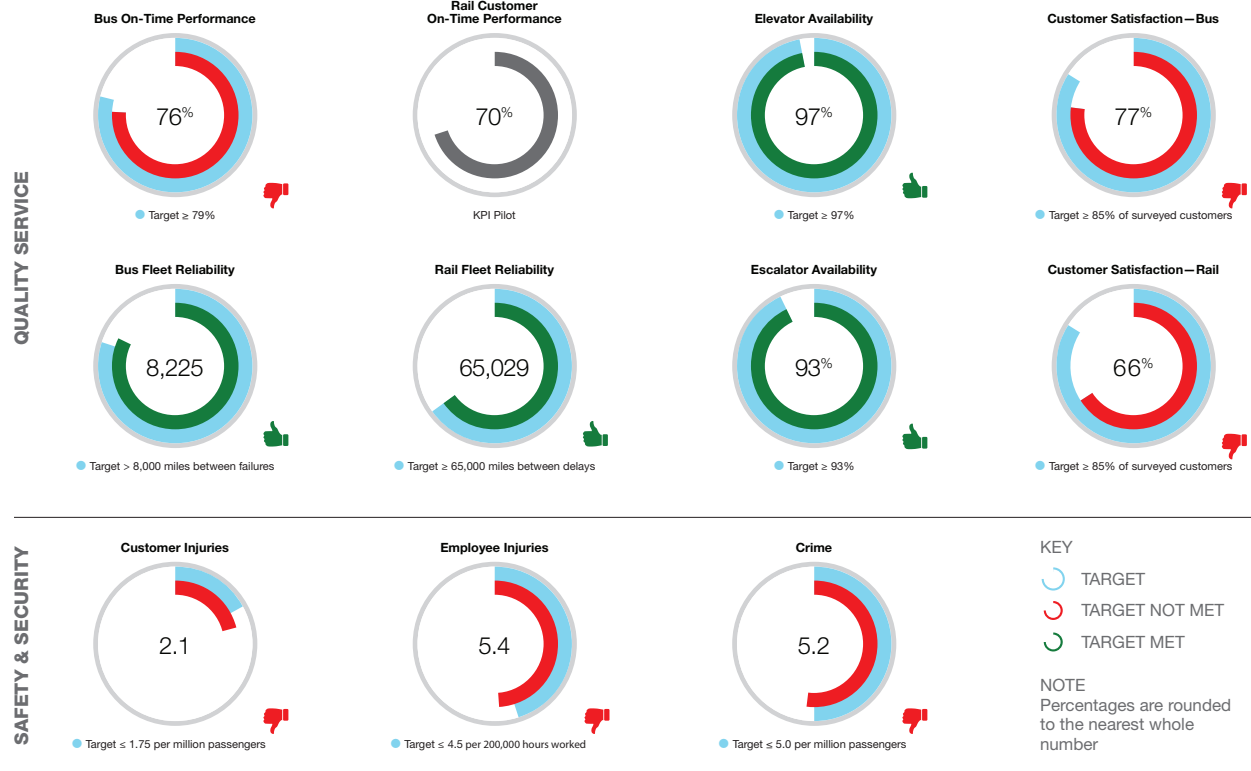 QUALITY SERVICE
Bus On-Time Performance
76%
Target ≥ 79%
Rail Customer
On-Time Performance
70%
KPI Pilot
Elevator Availability
97%
Target ≥ 97%
Customer Satisfaction—Bus
77%
Target ≥ 85% of surveyed customers
Bus Fleet Reliability
8,225
Target > 8,000 miles between failures
Rail Fleet Reliability
65,029
Target ≥ 65,000 miles between delays
Escalator Availability
93%
Target ≥ 93%
Customer Satisfaction—Rail
66%
Target ≥ 85% of surveyed customers
SAFETY & SECURITY
Customer Injuries
2.1
Target ≤ 1.75 per million passengers
Employee Injuries
5.4
Target ≤ 4.5 per 200,000 hours worked
Crime
5.2
Target ≤ 5.0 per million passengers
KEY
TARGET
TARGET NOT MET
TARGET MET
NOTE
Percentages are rounded
to the nearest whole
number